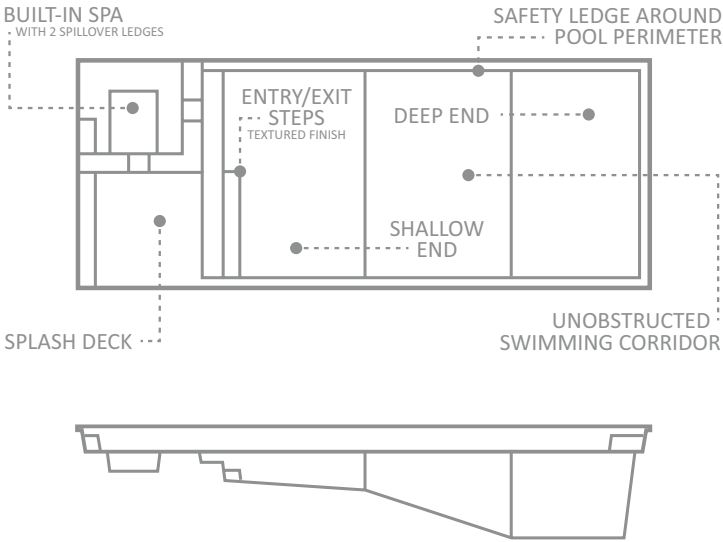 BUILT-IN SPA
WITH 2 SPILLOVER LEDGES
SAFETY LEDGE AROUND
POOL PERIMETER
ENTRY/EXIT
STEPS
TEXTURED FINISH
DEEP END
SHALLOW
END
SPLASH DECK
UNOBSTRUCTED
SWIMMING CORRIDOR